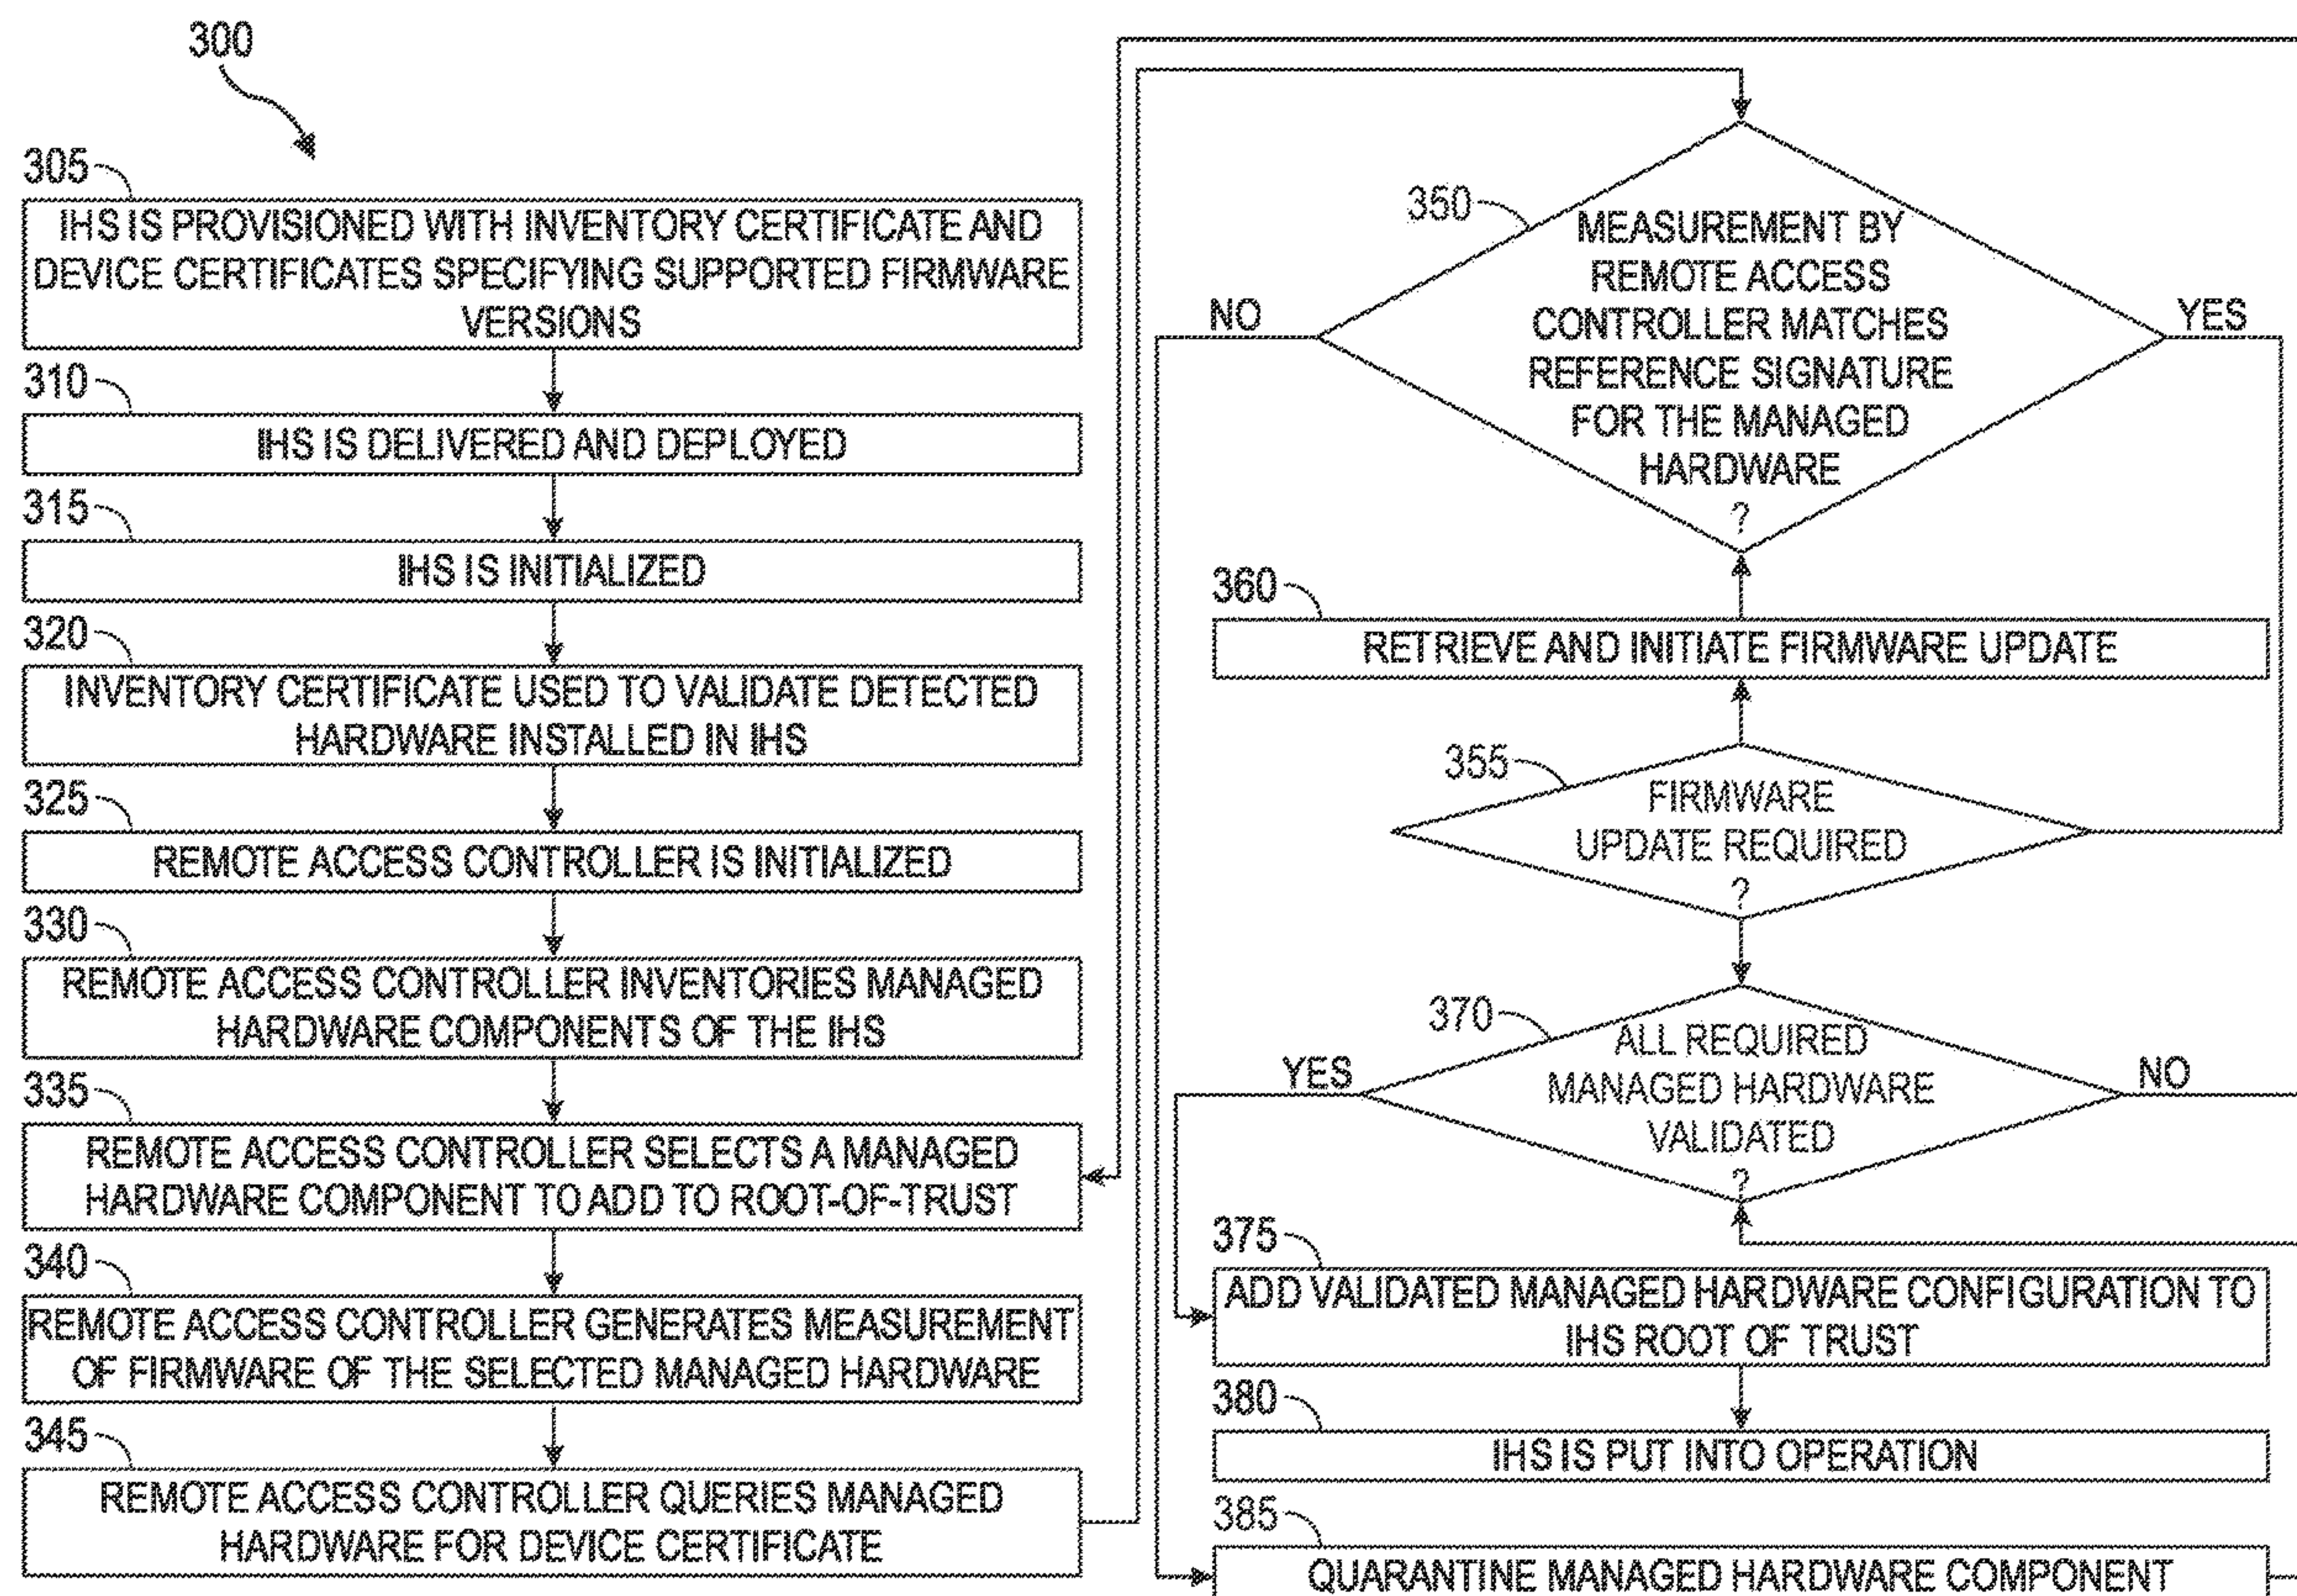 300
305
IHS IS PROVISIONED WITH INVENTORY CERTIFICATE AND
DEVICE CERTIFICATES SPECIFYING SUPPORTED FIRMWARE
VERSIONS
310
IHS IS DELIVERED AND DEPLOYED
315
IHS IS INITIALIZED
320
INVENTORY CERTIFICATE USED TO VALIDATE DETECTED
HARDWARE INSTALLED IN IHS
325
REMOTE ACCESS CONTROLLER IS INITIALIZED
330
REMOTE ACCESS CONTROLLER INVENTORIES MANAGED
HARDWARE COMPONENTS OF THE IHS
335
REMOTE ACCESS CONTROLLER SELECTS A MANAGED
HARDWARE COMPONENT TO ADD TO ROOT-OF-TRUST
340
REMOTE ACCESS CONTROLLER GENERATES MEASUREMENT
OF FIRMWARE OF THE SELECTED MANAGED HARDWARE
345
REMOTE ACCESS CONTROLLER QUERIES MANAGED
HARDWARE FOR DEVICE CERTIFICATE
350
MEASUREMENT BY
REMOTE ACCESS
CONTROLLER MATCHES
REFERENCE SIGNATURE
FOR THE MANAGED
HARDWARE
?
NO
YES
360
RETRIEVE AND INITIATE FIRMWARE UPDATE
355
FIRMWARE
UPDATE REQUIRED
?
370
ALL REQUIRED
MANAGED HARDWARE
VALIDATED
?
YES
NO
375
ADD VALIDATED MANAGED HARDWARE CONFIGURATION TO
IHS ROOT OF TRUST
380
IHS IS PUT INTO OPERATION
385
QUARANTINE MANAGED HARDWARE COMPONENT